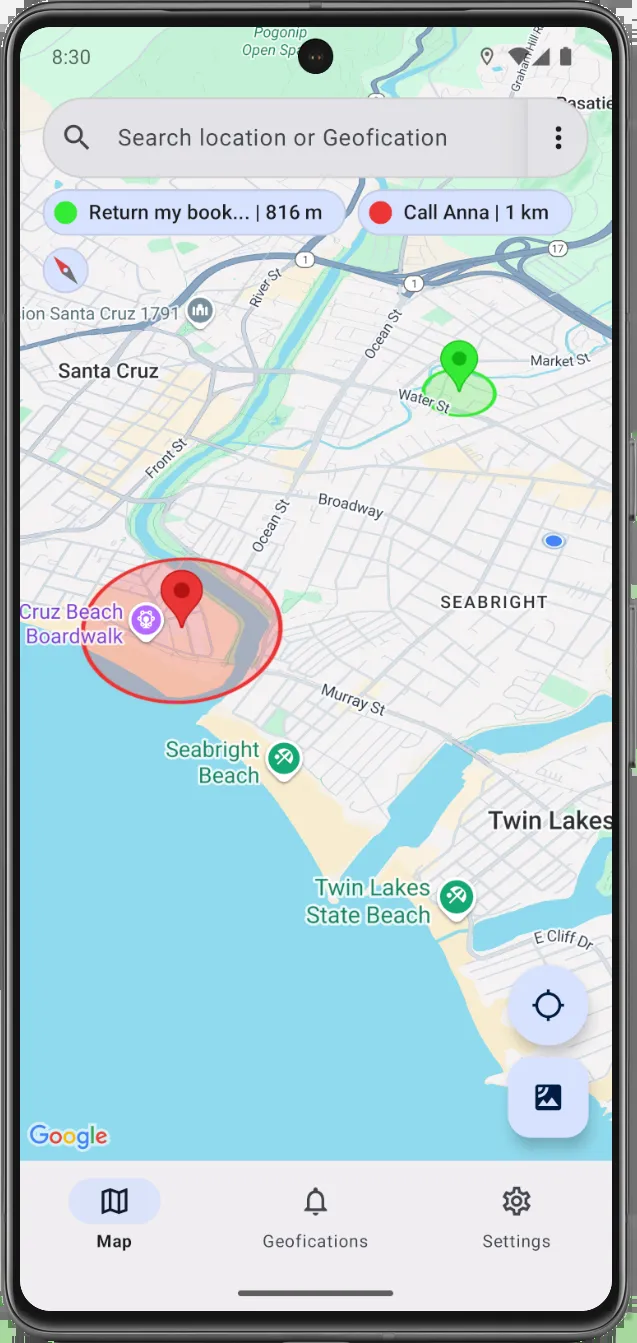 8:30
Pogonip
Open Spa
Graham Hill R
Pasatie
Search location or Geofication
Return my book... | 816 m
Call Anna | 1 km
17
1
1
River St
ion Santa Cruz 1791
Ocean St
Market St
Santa Cruz
Water St
Front St
Broadway
Ocean St
SEABRIGHT
Cruz Beach
Boardwalk
Murray St
Seabright
Beach
Twin Lakes
Twin Lakes
State Beach
E Cliff Dr
Google
Map
Geofications
Settings